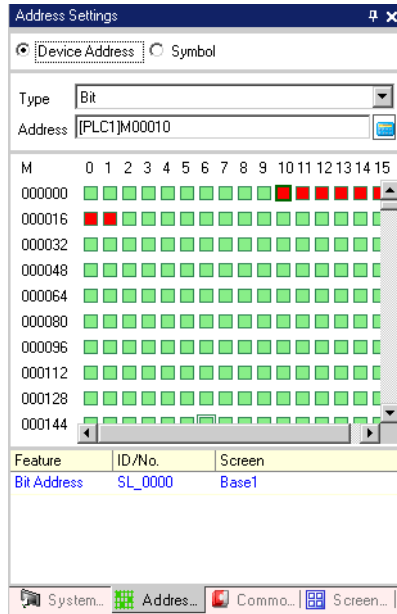 Address Settings
Device Address Symbol
Type Bit
Address [PLC1]M00010
M 0 1 2 3 4 5 6 7 8 9 10 11 12 13 14 15
000000
000016
000032
000048
000064
000080
000096
000112
000128
000144
Feature ID/No. Screen
Bit Address SL_0000 Base1
System... Addres... Commo... Screen...